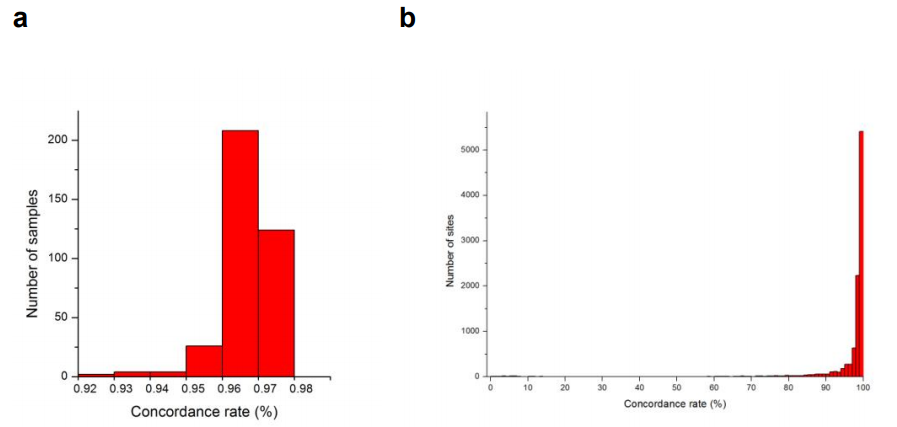 a
b
Number of samples
200
150
100
50
0
0.92 0.93 0.94 0.95 0.96 0.97 0.98
Concordance rate (%)
Number of sites
5000
4000
3000
2000
1000
0
0 10 20 30 40 50 60 70 80 90 100
Concordance rate (%)